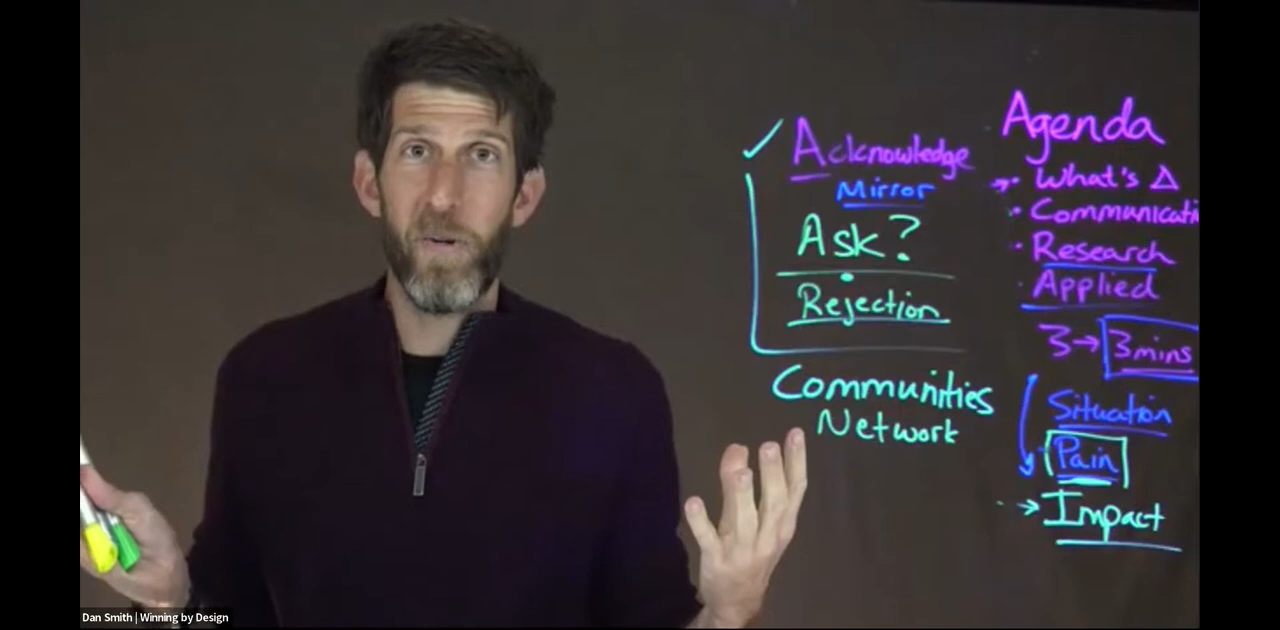 ✓ Acknowledge
Mirror
Ask?
Rejection
Communities
Network
Agenda
→• What's Δ
• Communicati
• Research
• Applied
3→3mins
Situation
Pain
→ Impact
Dan Smith | Winning by Design